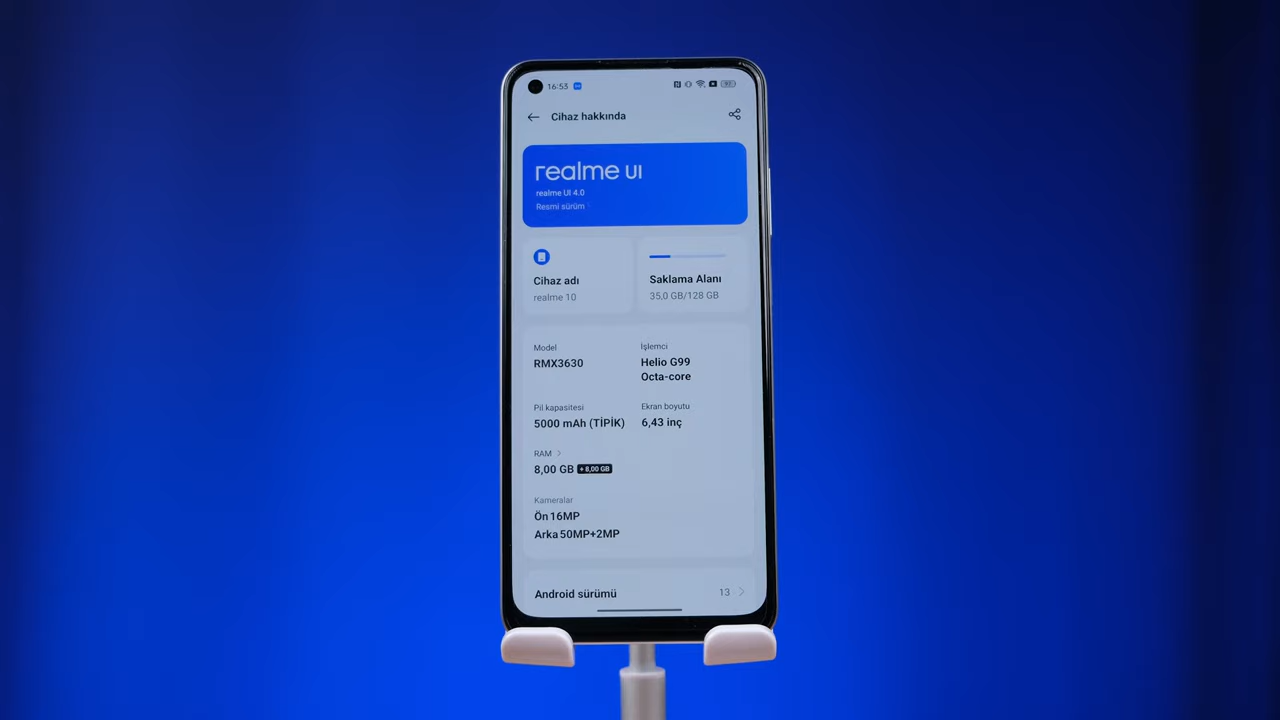 16:53
Cihaz hakkında
realme UI
realme UI 4.0
Resmi sürüm
Cihaz adı
realme 10
Saklama Alanı
35,0 GB/128 GB
Model
RMX3630
İşlemci
Helio G99
Octa-core
Pil kapasitesi
5000 mAh (TİPİK)
Ekran boyutu
6,43 inç
RAM >
8,00 GB +8,00 GB
Kameralar
Ön 16MP
Arka 50MP+2MP
Android sürümü 13 >